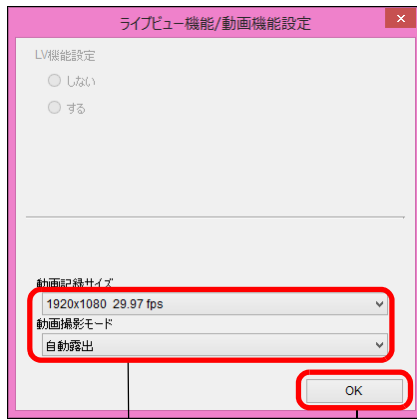 ライブビュー機能/動画機能設定
LV機能設定
しない
する
動画記録サイズ
1920x1080 29.97 fps
動画撮影モード
自動露出
OK